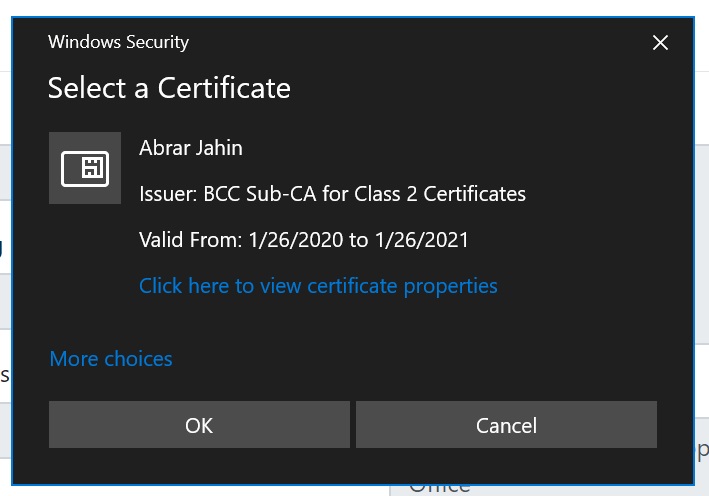 Windows Security
Select a Certificate
Abrar Jahin
Issuer: BCC Sub-CA for Class 2 Certificates
Valid From: 1/26/2020 to 1/26/2021
Click here to view certificate properties
More choices
OK
Cancel
Office